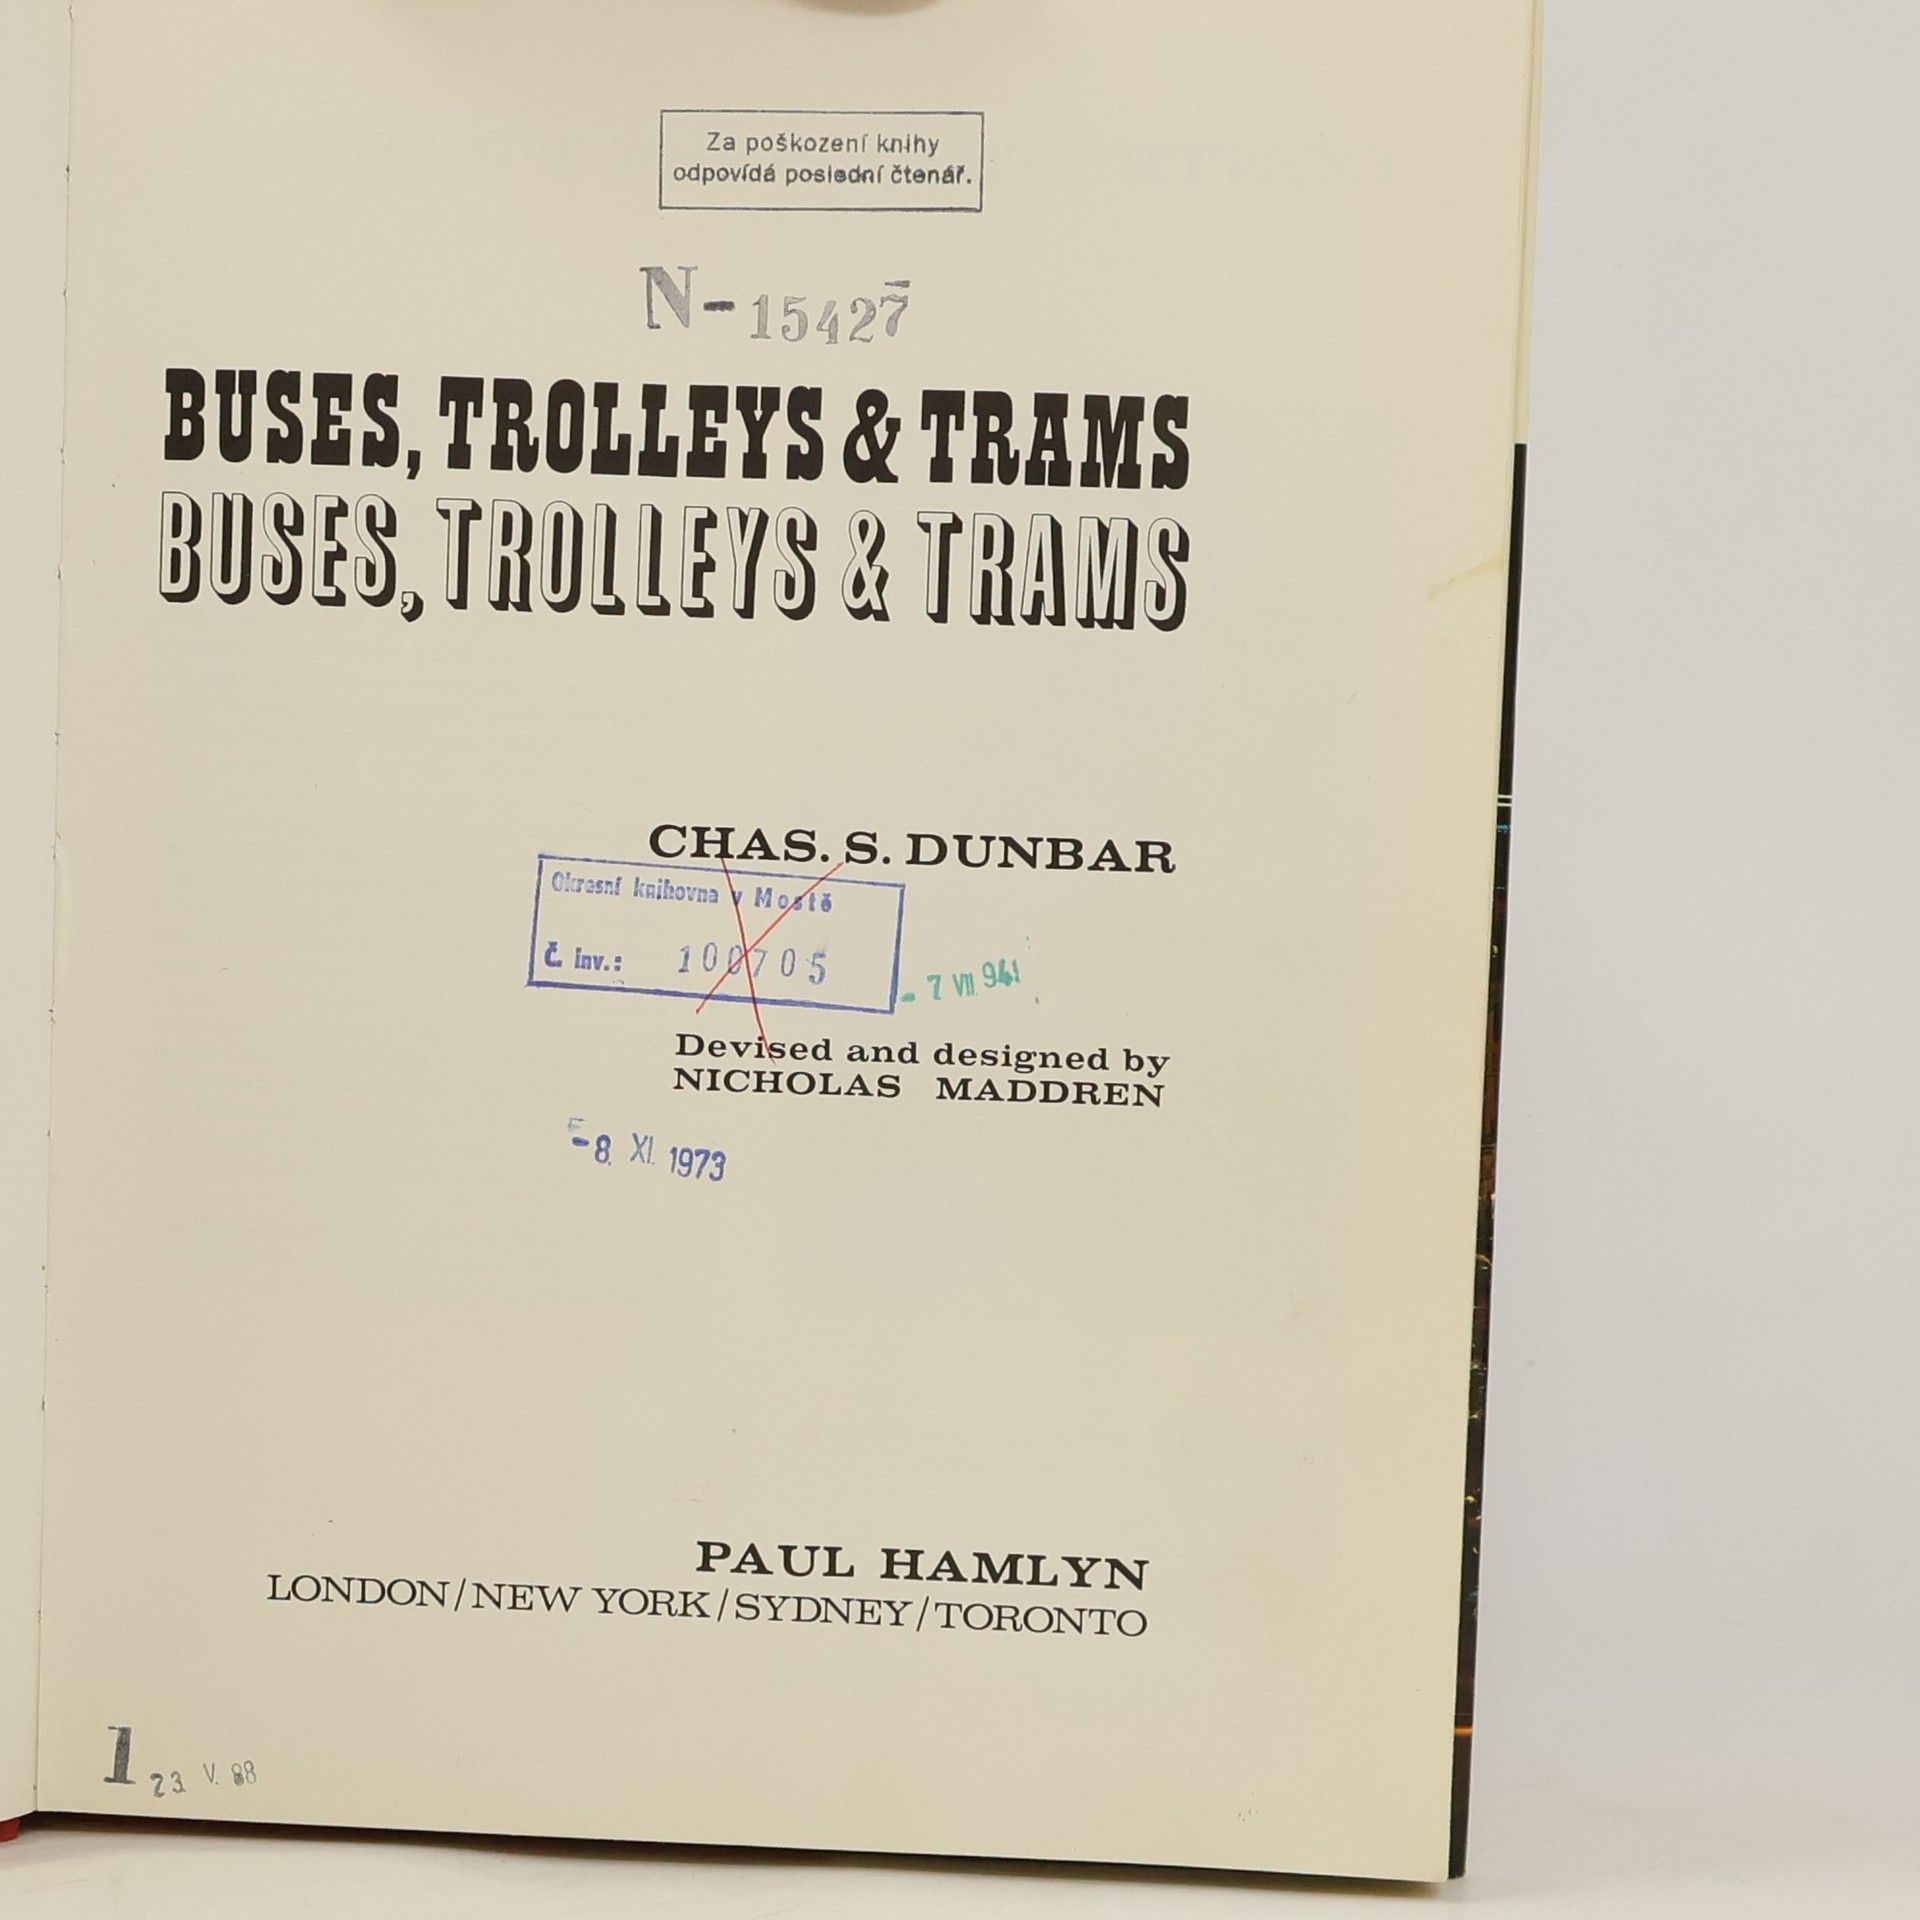 Za poškození knihy
odpovídá poslední čtenář.
N-15427
BUSES, TROLLEYS & TRAMS
BUSES, TROLLEYS & TRAMS
CHAS. S. DUNBAR
Okresní knihovna v Mostě
Č. inv.: 100705
- 7 VII. 94
Devised and designed by
NICHOLAS MADDREN
-8. XI. 1973
PAUL HAMLYN
LONDON/NEW YORK/SYDNEY/TORONTO
1 23. V. 88